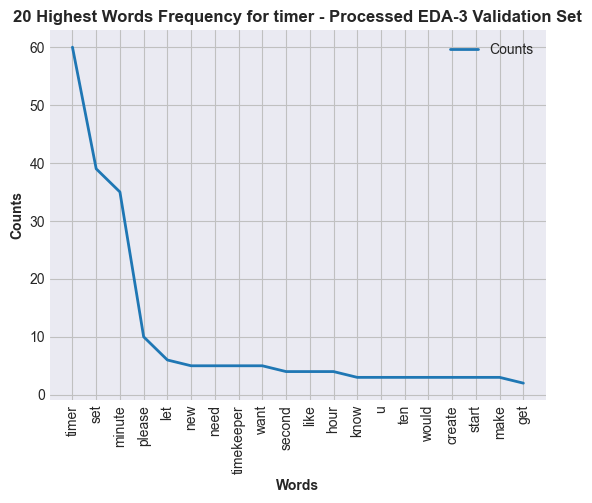 20 Highest Words Frequency for timer - Processed EDA-3 Validation Set
Counts
60
50
40
30
20
10
0
Counts
timer
set
minute
please
let
new
need
timekeeper
want
second
like
hour
know
u
ten
would
create
start
make
get
Words